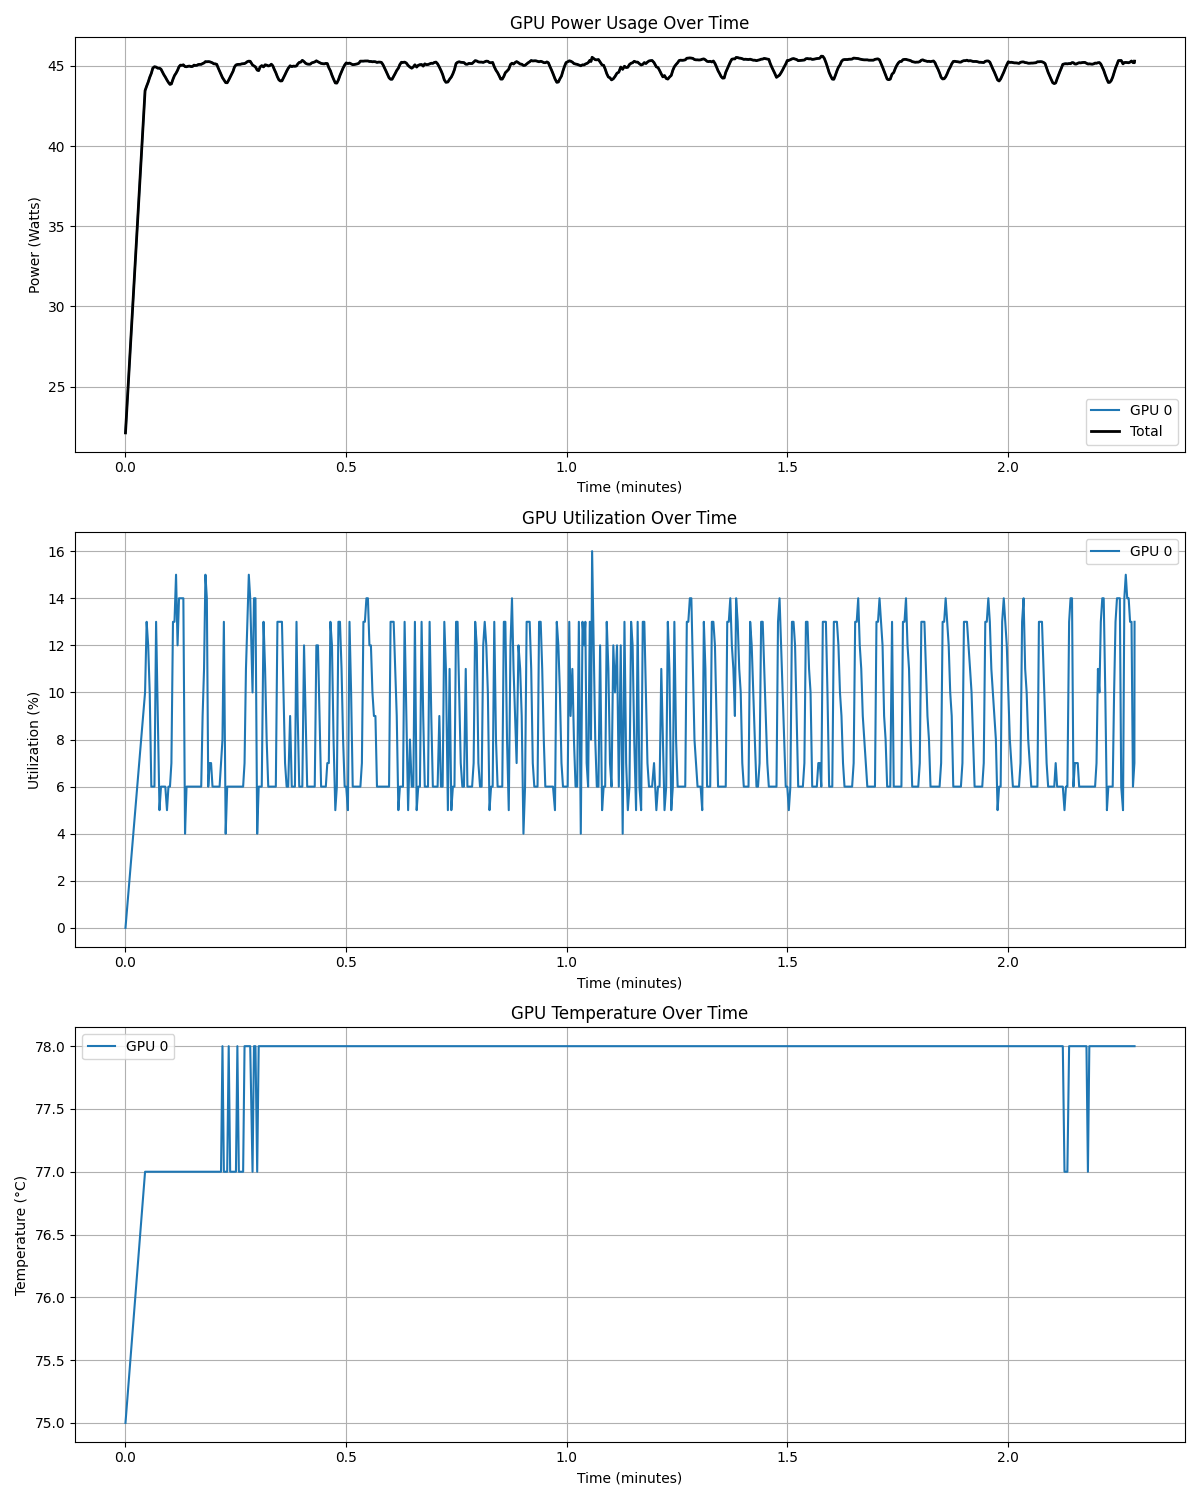 GPU Power Usage Over Time
45
40
35
30
25
Power (Watts)
GPU 0
Total
0.0 0.5 1.0 1.5 2.0
Time (minutes)
GPU Utilization Over Time
16
14
12
10
8
6
4
2
0
Utilization (%)
GPU 0
0.0 0.5 1.0 1.5 2.0
Time (minutes)
GPU Temperature Over Time
78.0
77.5
77.0
76.5
76.0
75.5
75.0
Temperature (°C)
GPU 0
0.0 0.5 1.0 1.5 2.0
Time (minutes)